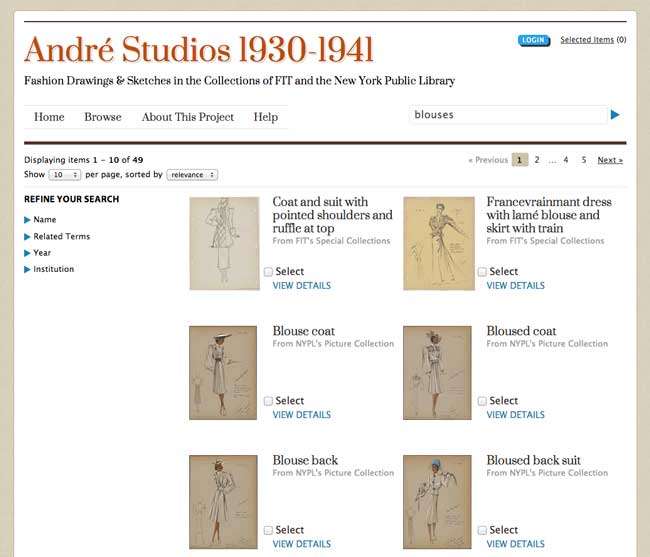 André Studios 1930-1941
LOGIN
Selected Items (0)
Fashion Drawings & Sketches in the Collections of FIT and the New York Public Library
Home Browse About This Project Help
blouses
Displaying items 1 - 10 of 49
« Previous 1 2 ... 4 5 Next »
Show 10 per page, sorted by relevance
REFINE YOUR SEARCH
Name
Related Terms
Year
Institution
Coat and suit with
pointed shoulders and
ruffle at top
From FIT's Special Collections
Select
VIEW DETAILS
Francevrainmant dress
with lamé blouse and
skirt with train
From FIT's Special Collections
Select
VIEW DETAILS
Blouse coat
From NYPL's Picture Collection
Select
VIEW DETAILS
Bloused coat
From NYPL's Picture Collection
Select
VIEW DETAILS
Blouse back
From NYPL's Picture Collection
Select
VIEW DETAILS
Bloused back suit
From NYPL's Picture Collection
Select
VIEW DETAILS